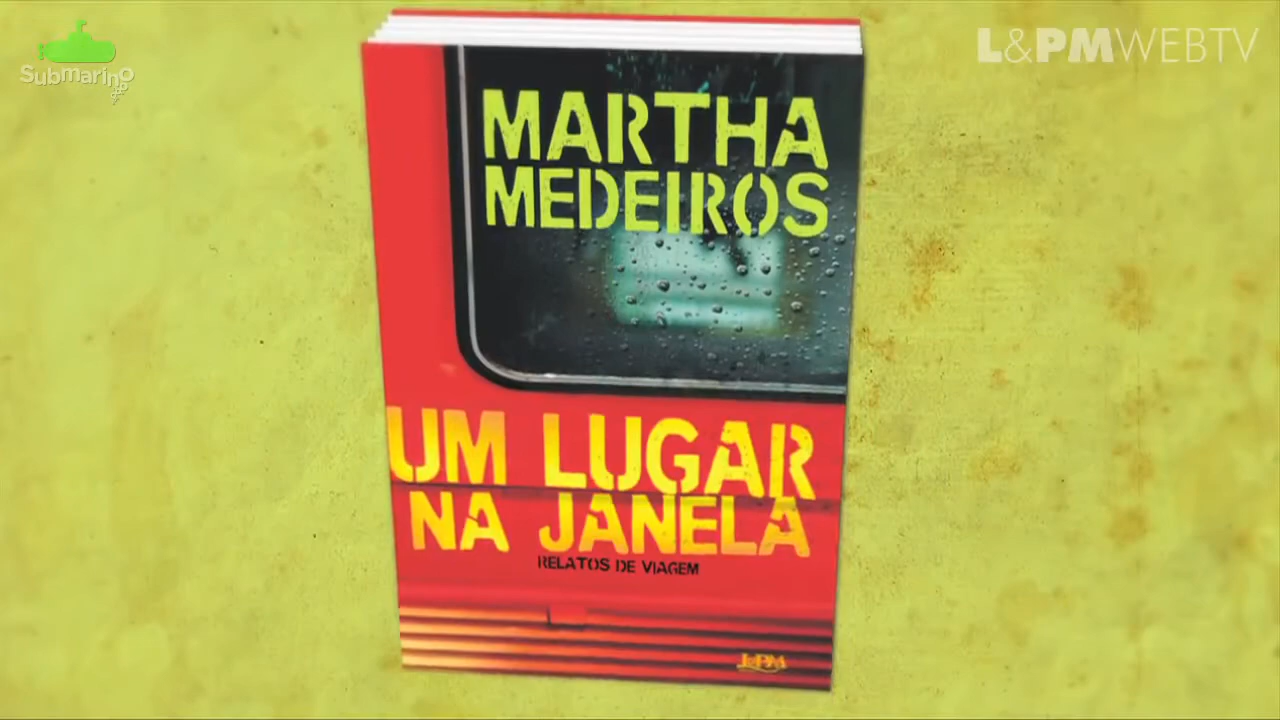 Submarino
L&PMWEBTV
MARTHA
MEDEIROS
UM LUGAR
NA JANELA
RELATOS DE VIAGEM
L&PM